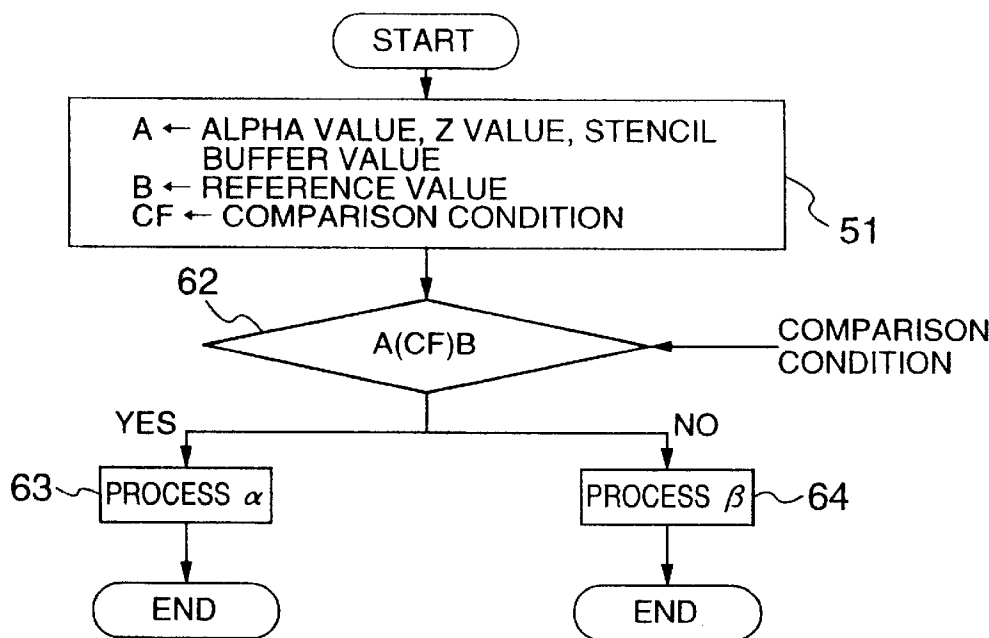 START
A ← ALPHA VALUE, Z VALUE, STENCIL
BUFFER VALUE
B ← REFERENCE VALUE
CF ← COMPARISON CONDITION
51
62
A(CF)B
COMPARISON
CONDITION
YES
NO
63
PROCESS α
PROCESS β
64
END
END